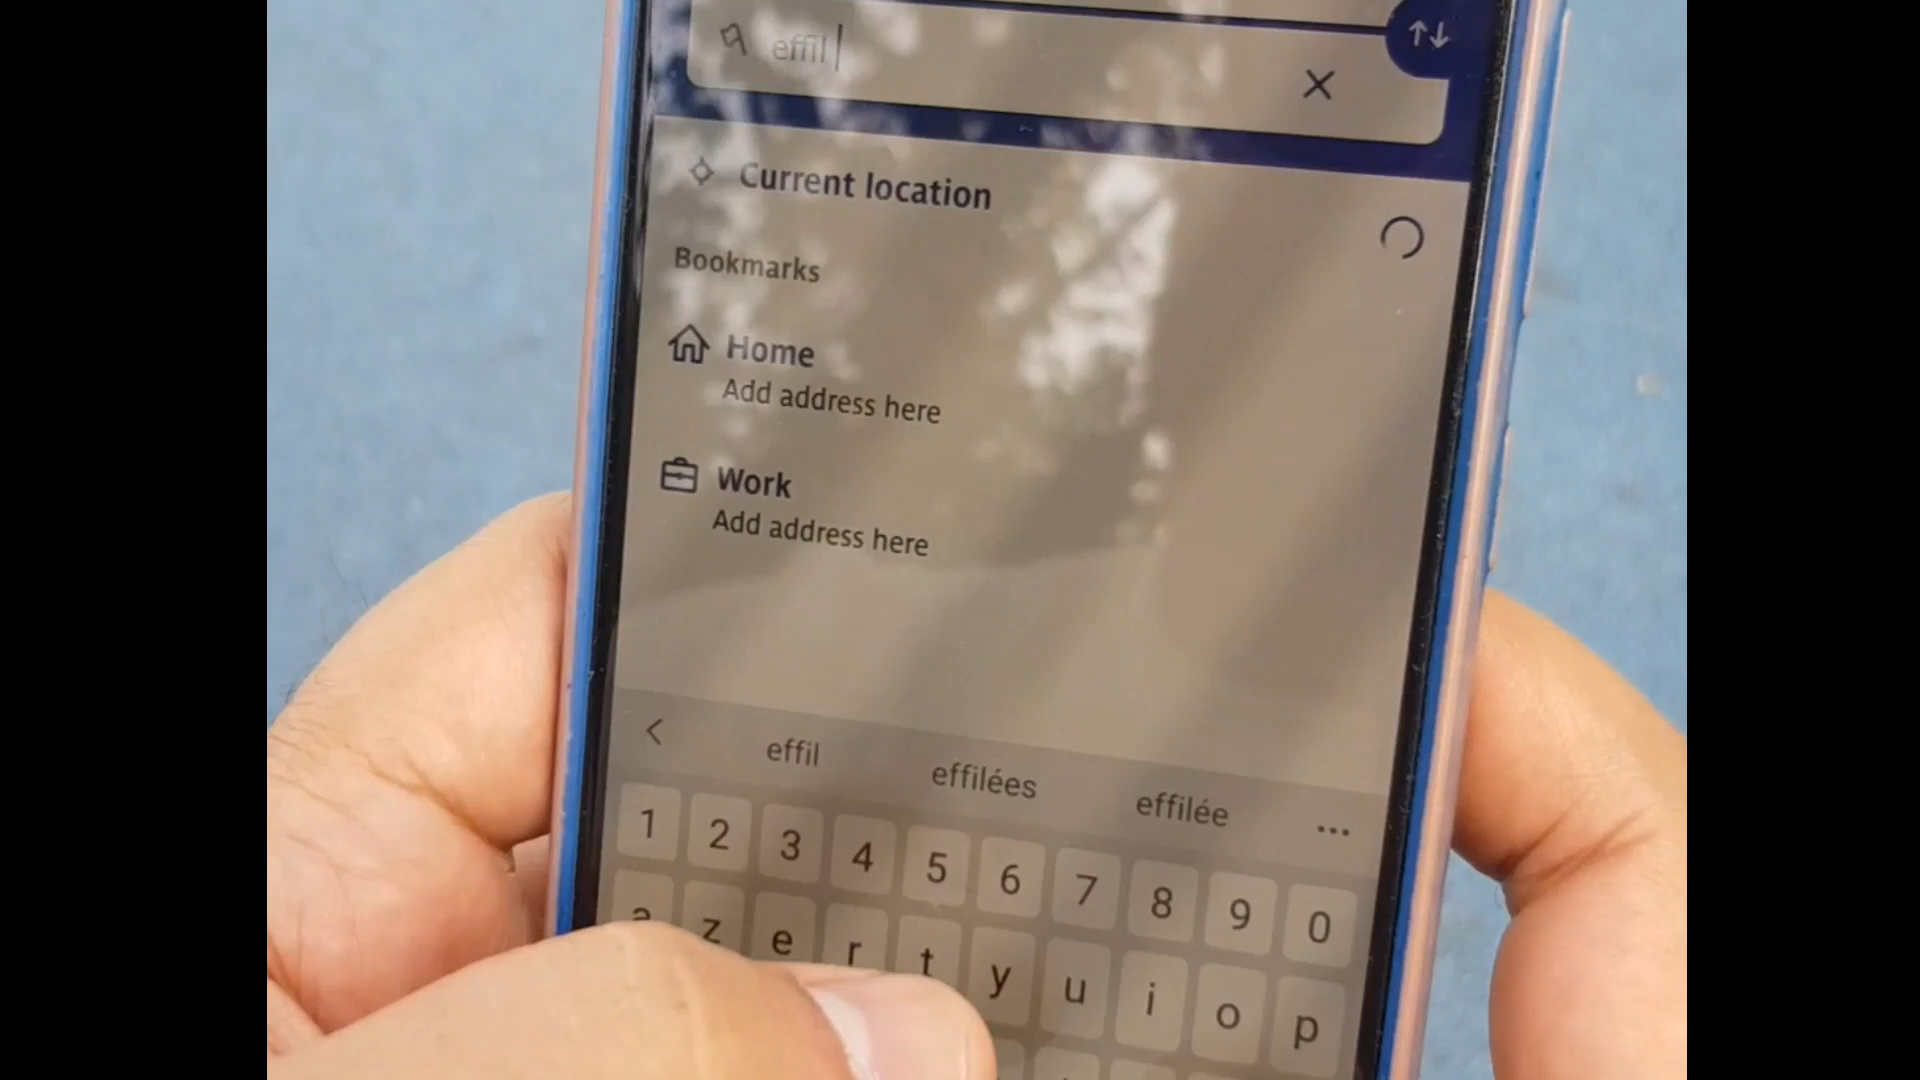 effil
Current location
Bookmarks
Home
Add address here
Work
Add address here
effil effilées effilée ...
1 2 3 4 5 6 7 8 9 0
a z e r t y u i o p